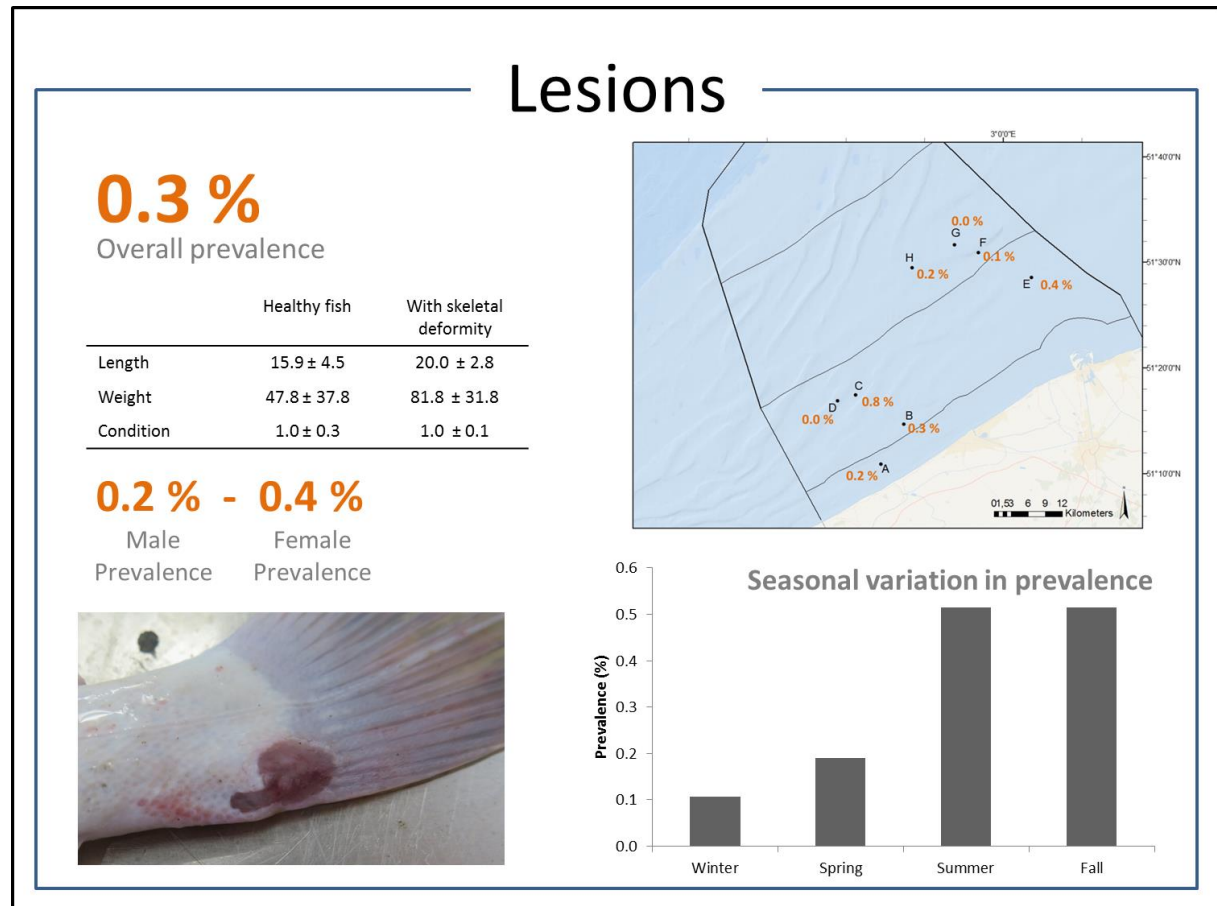 Lesions
0.3 %
Overall prevalence
Healthy fish With skeletal
deformity
Length 15.9 ± 4.5 20.0 ± 2.8
Weight 47.8 ± 37.8 81.8 ± 31.8
Condition 1.0 ± 0.3 1.0 ± 0.1
0.2 % - 0.4 %
Male Female
Prevalence Prevalence
3°0'0"E
51°40'0"N
0.0 %
G
F
0.1 %
H
0.2 %
51°30'0"N
E 0.4 %
51°20'0"N
C
0.8 %
D
0.0 %
B
0.3 %
A
0.2 %
51°10'0"N
01,53 6 9 12
Kilometers
Seasonal variation in prevalence
Prevalence (%)
0.6
0.5
0.4
0.3
0.2
0.1
0.0
Winter Spring Summer Fall